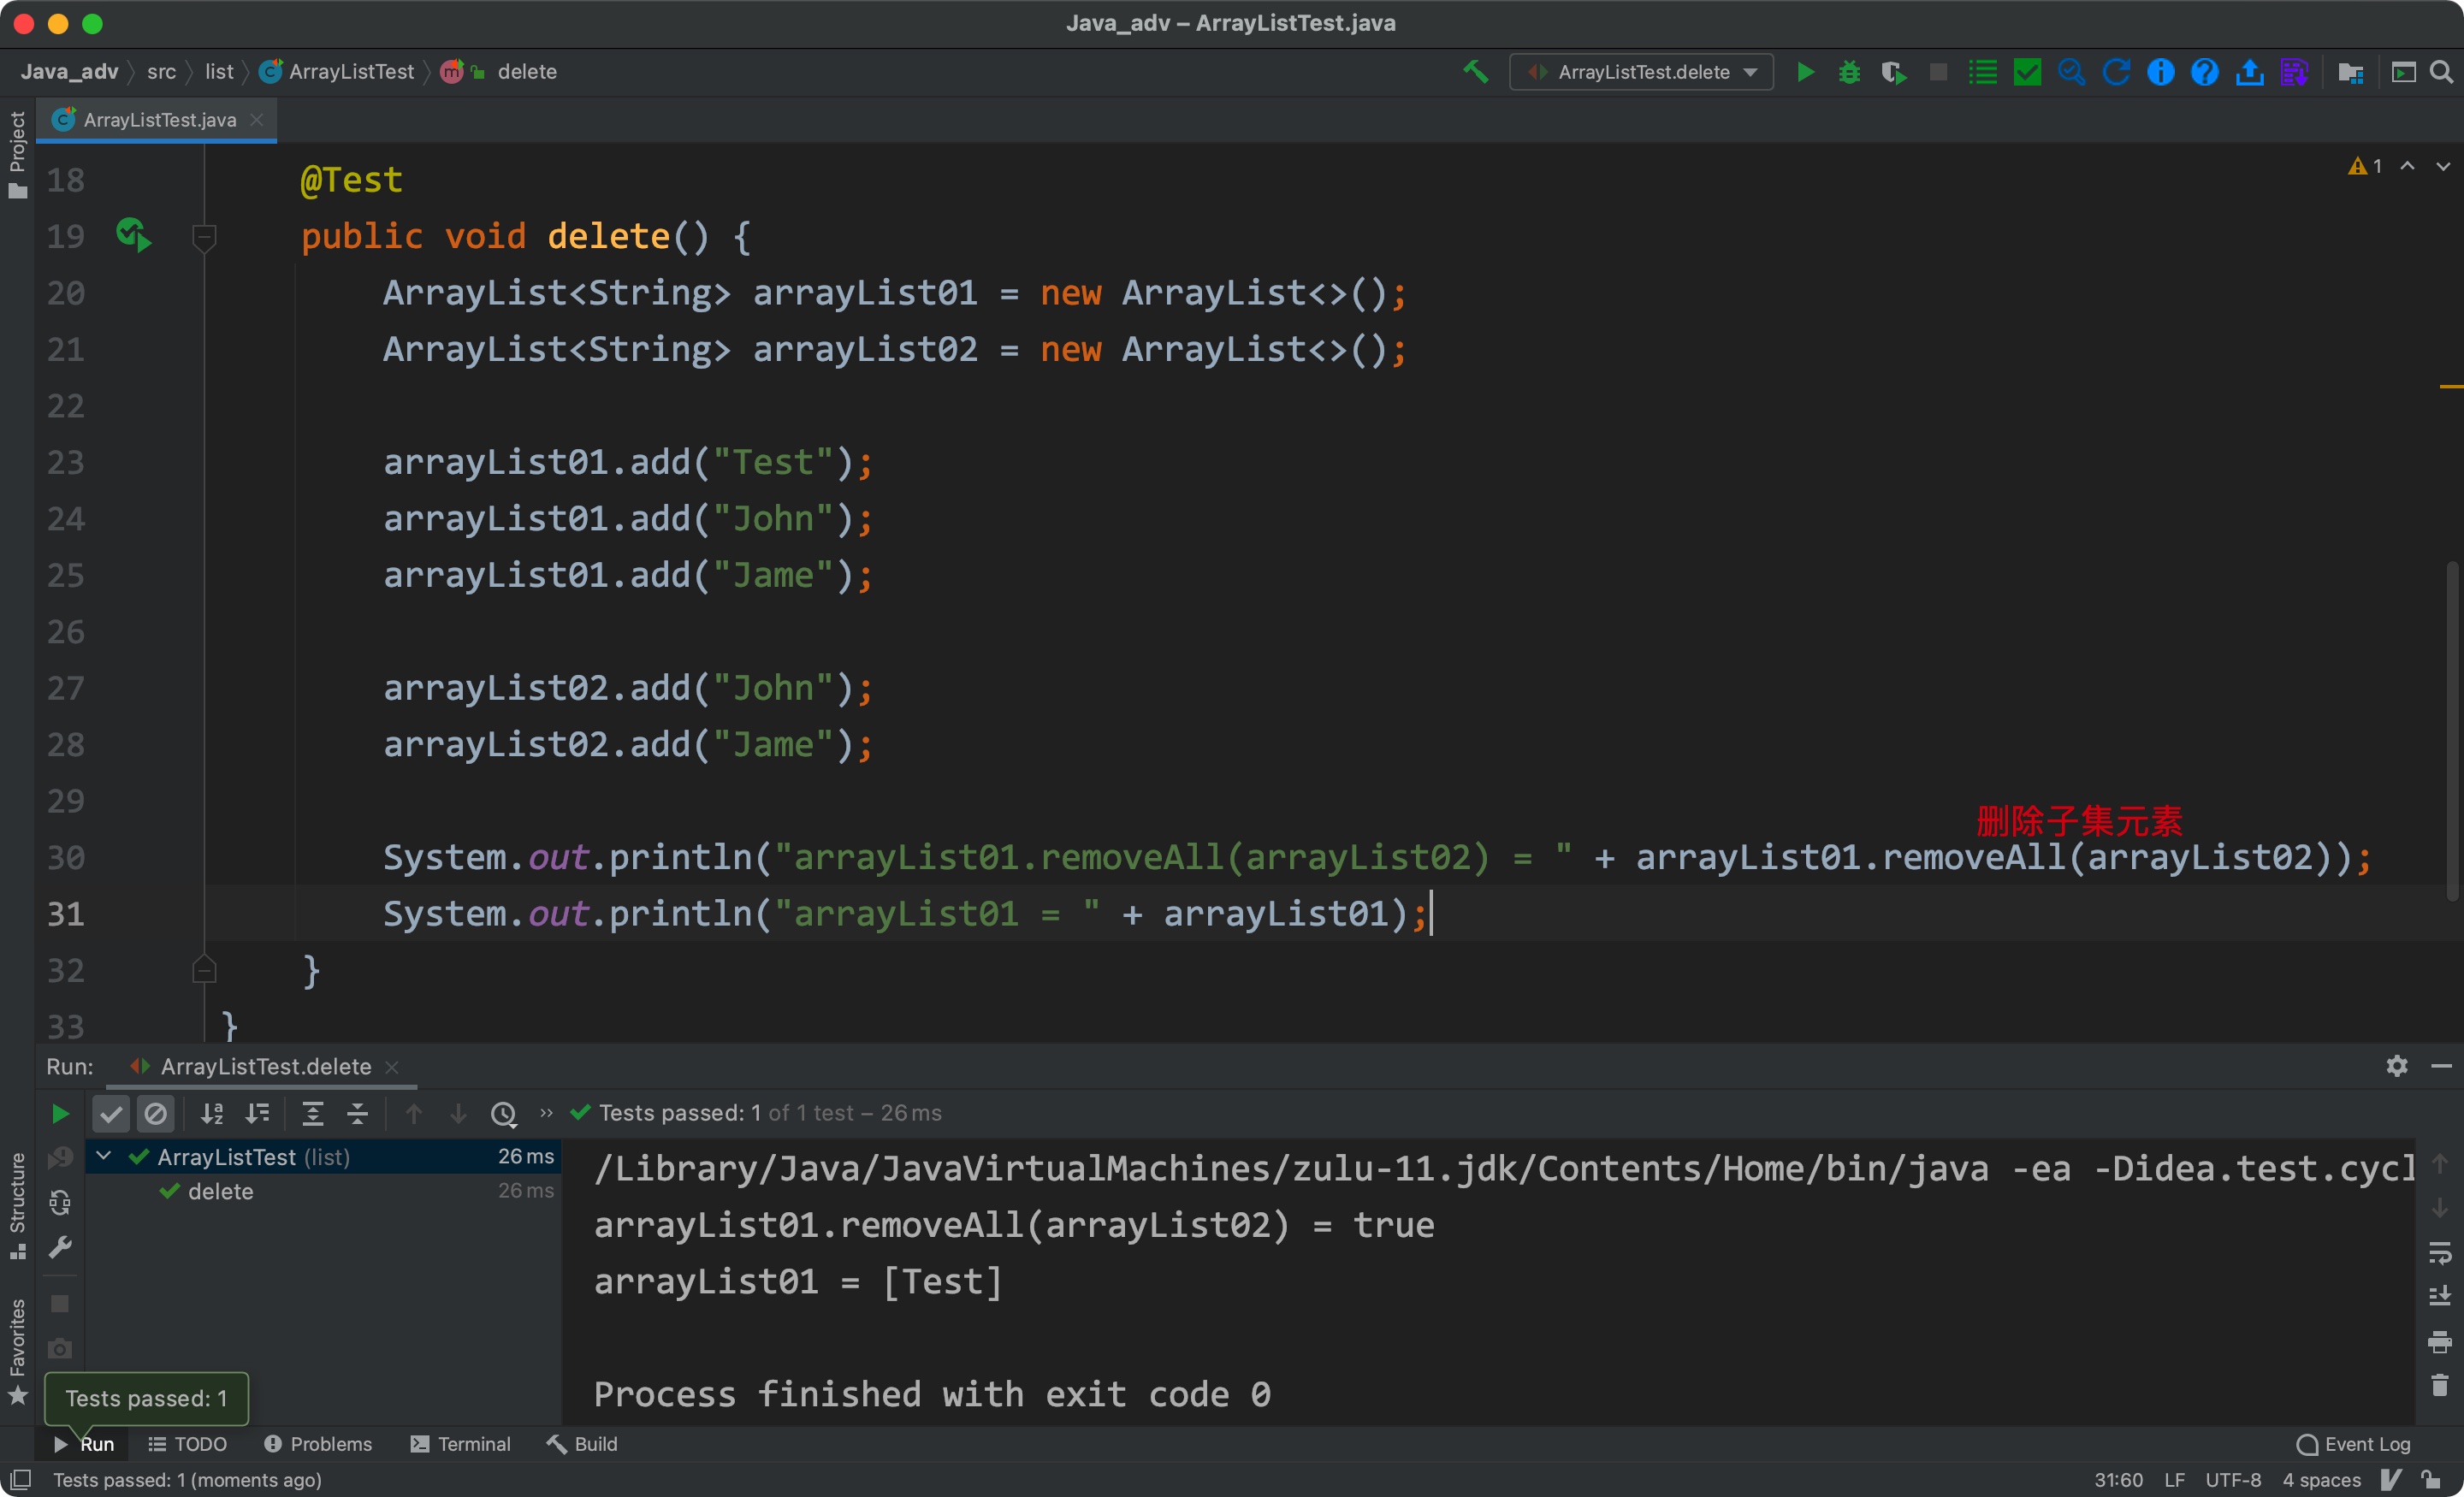 Java_adv – ArrayListTest.java
Java_adv src list ArrayListTest m delete
ArrayListTest.delete
Project
ArrayListTest.java
1
18 @Test
19 public void delete() {
20 ArrayList<String> arrayList01 = new ArrayList<>();
21 ArrayList<String> arrayList02 = new ArrayList<>();
22
23 arrayList01.add("Test");
24 arrayList01.add("John");
25 arrayList01.add("Jame");
26
27 arrayList02.add("John");
28 arrayList02.add("Jame");
29
删除子集元素
30 System.out.println("arrayList01.removeAll(arrayList02) = " + arrayList01.removeAll(arrayList02));
31 System.out.println("arrayList01 = " + arrayList01);
32 }
33 }
Run: ArrayListTest.delete
Tests passed: 1 of 1 test – 26 ms
ArrayListTest (list) 26 ms
delete 26 ms
/Library/Java/JavaVirtualMachines/zulu-11.jdk/Contents/Home/bin/java -ea -Didea.test.cycl
arrayList01.removeAll(arrayList02) = true
arrayList01 = [Test]
Process finished with exit code 0
Structure
Favorites
Tests passed: 1
Run TODO Problems Terminal Build Event Log
Tests passed: 1 (moments ago) 31:60 LF UTF-8 4 spaces